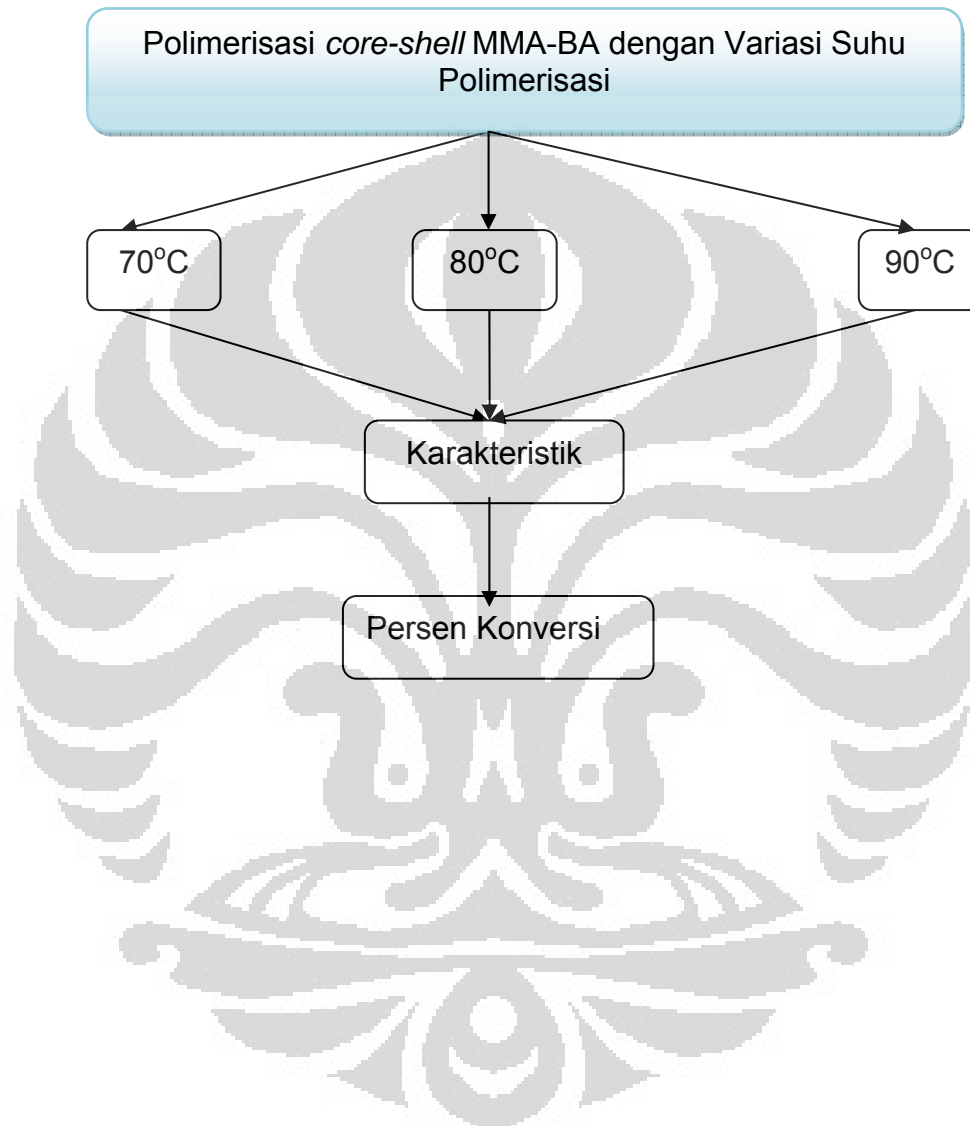 Polimerisasi core-shell MMA-BA dengan Variasi Suhu
Polimerisasi
70°C
80°C
90°C
Karakteristik
Persen Konversi